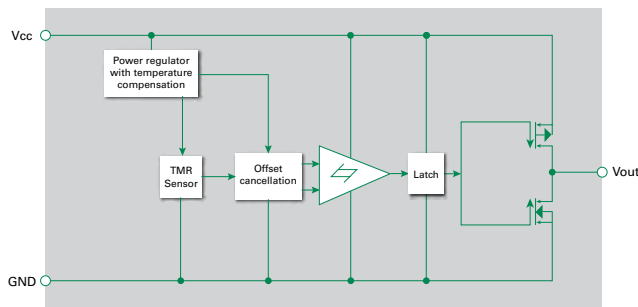 Vcc
Power regulator
with temperature
compensation
TMR
Sensor
Offset
cancellation
Latch
Vout
GND